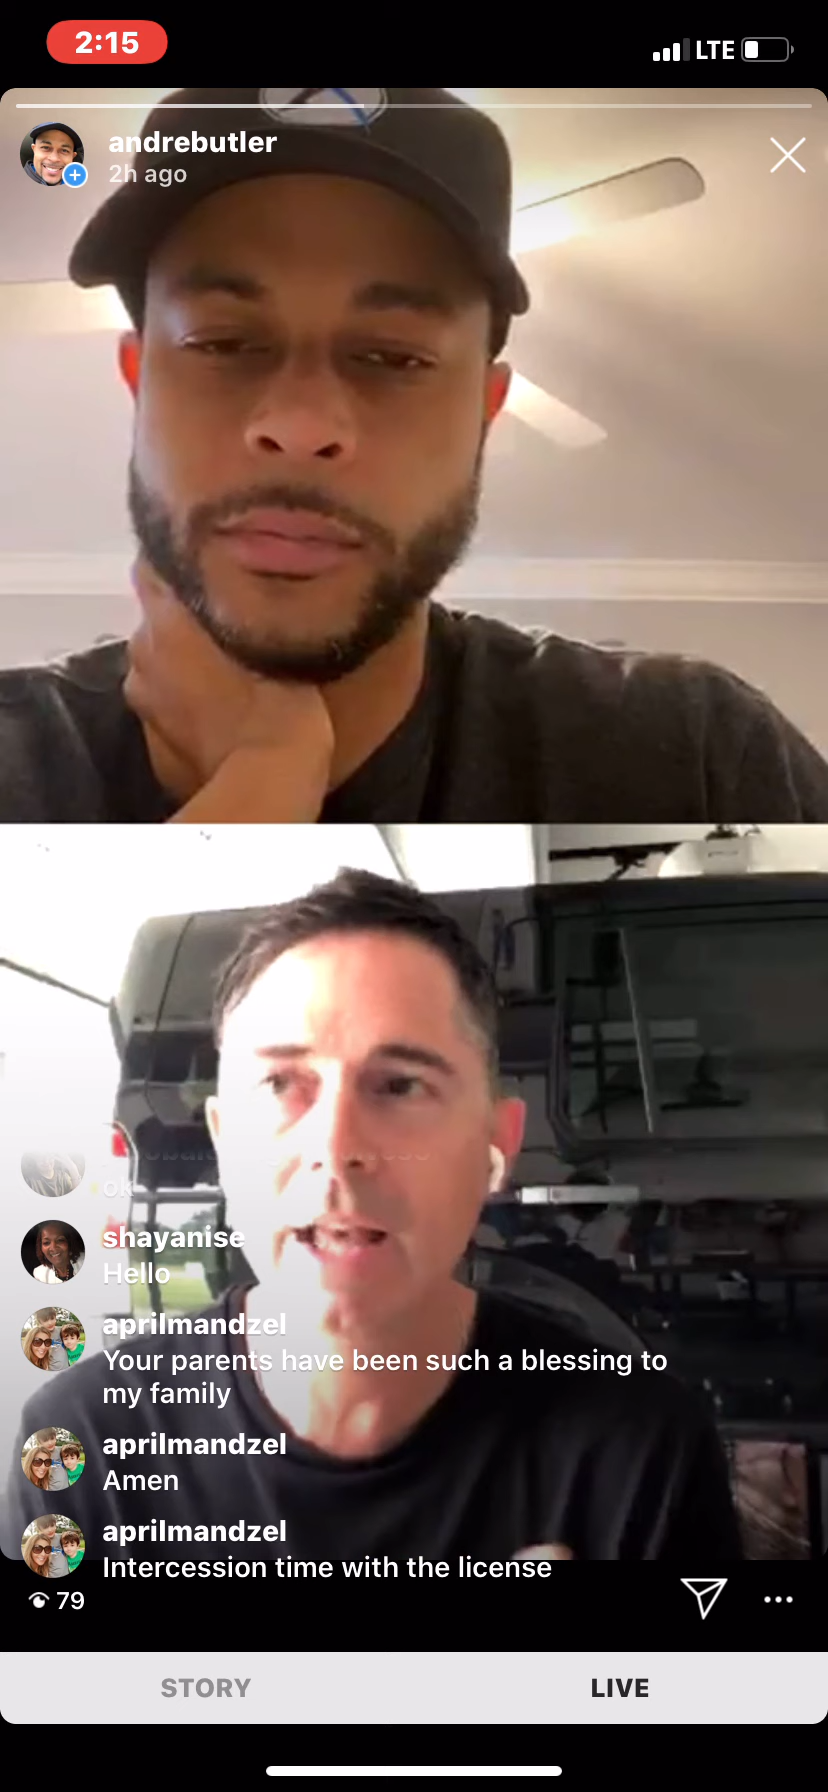 2:15
LTE
andrebutler
2h ago
ok
shayanise
Hello
aprilmandzel
Your parents have been such a blessing to
my family
aprilmandzel
Amen
aprilmandzel
Intercession time with the license
79
STORY
LIVE